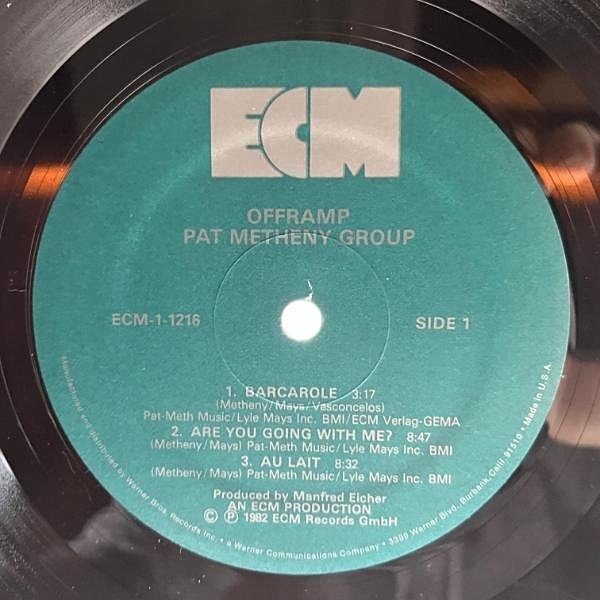 ECM
OFFRAMP
PAT METHENY GROUP
ECM-1-1216
SIDE 1
1. BARCAROLE 3:17
(Metheny/Mays/Vasconcelos)
Pat-Meth Music/Lyle Mays Inc. BMI/ECM Verlag-GEMA
2. ARE YOU GOING WITH ME? 8:47
(Metheny/Mays) Pat-Meth Music/Lyle Mays Inc. BMI
3. AU LAIT 8:32
(Metheny/Mays) Pat-Meth Music/Lyle Mays Inc. BMI
Produced by Manfred Eicher
AN ECM PRODUCTION
© ℗ 1982 ECM Records GmbH
Manufactured and distributed by Warner Bros. Records Inc. • a Warner Communications Company • 3300 Warner Blvd., Burbank, Calif. 91510 • Made in U.S.A.